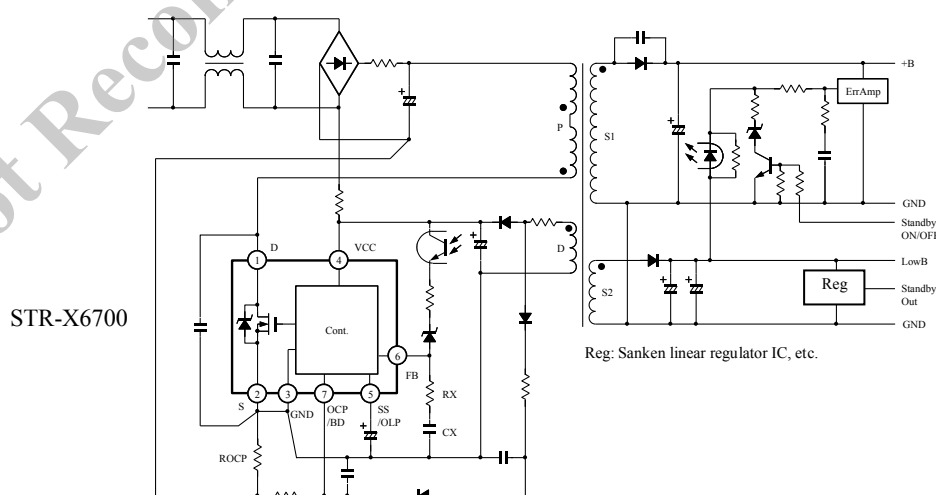 ot Recom
+B
ErrAmp
P
S1
GND
Standby
ON/OFF
D
D
VCC
1
4
LowB
S2
Reg
Standby
Out
STR-X6700
Cont.
GND
6
FB
Reg: Sanken linear regulator IC, etc.
2
3
7
5
S
GND
OCP
/BD
SS
/OLP
RX
CX
ROCP